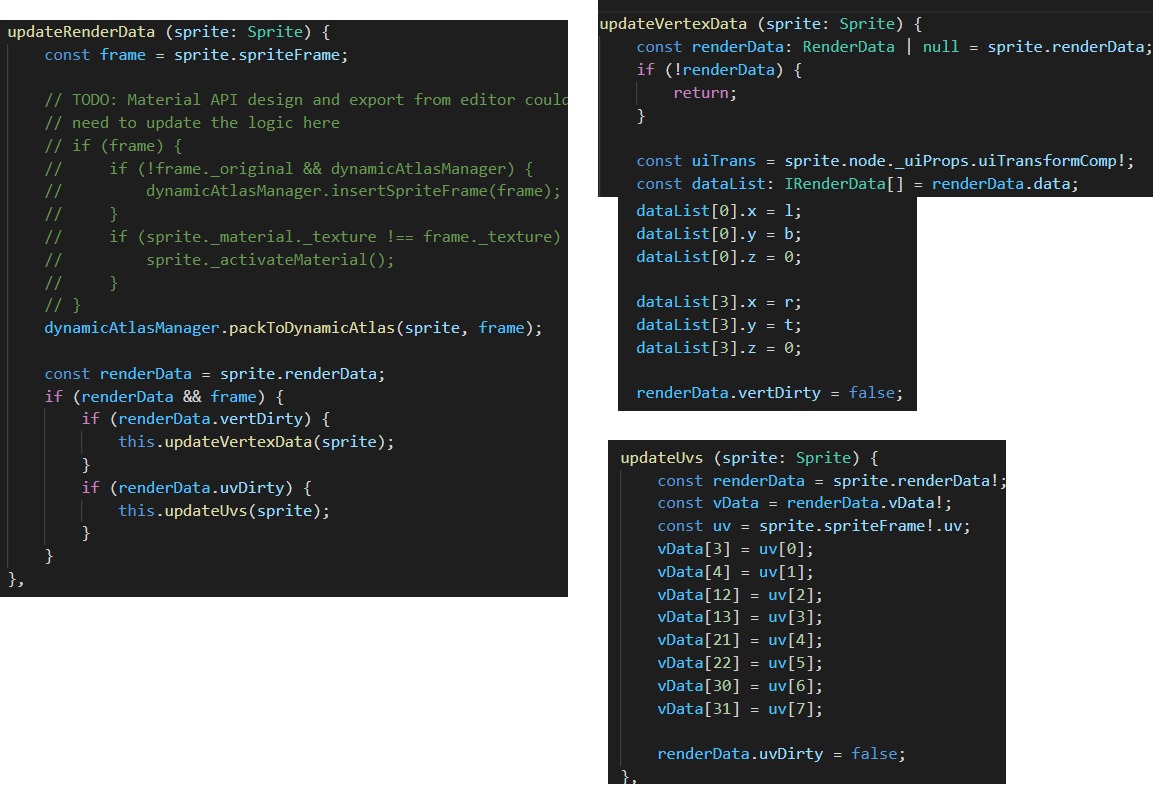 updateRenderData (sprite: Sprite) {
    const frame = sprite.spriteFrame;

    // TODO: Material API design and export from editor could
    // need to update the logic here
    // if (frame) {
    //     if (!frame._original && dynamicAtlasManager) {
    //         dynamicAtlasManager.insertSpriteFrame(frame);
    //     }
    //     if (sprite._material._texture !== frame._texture)
    //         sprite._activateMaterial();
    //     }
    // }
    dynamicAtlasManager.packToDynamicAtlas(sprite, frame);

    const renderData = sprite.renderData;
    if (renderData && frame) {
        if (renderData.vertDirty) {
            this.updateVertexData(sprite);
        }
        if (renderData.uvDirty) {
            this.updateUvs(sprite);
        }
    }
},
updateVertexData (sprite: Sprite) {
    const renderData: RenderData | null = sprite.renderData;
    if (!renderData) {
        return;
    }

    const uiTrans = sprite.node._uiProps.uiTransformComp!;
    const dataList: IRenderData[] = renderData.data;
    dataList[0].x = l;
    dataList[0].y = b;
    dataList[0].z = 0;

    dataList[3].x = r;
    dataList[3].y = t;
    dataList[3].z = 0;

    renderData.vertDirty = false;
updateUvs (sprite: Sprite) {
    const renderData = sprite.renderData!;
    const vData = renderData.vData!;
    const uv = sprite.spriteFrame!.uv;
    vData[3] = uv[0];
    vData[4] = uv[1];
    vData[12] = uv[2];
    vData[13] = uv[3];
    vData[21] = uv[4];
    vData[22] = uv[5];
    vData[30] = uv[6];
    vData[31] = uv[7];

    renderData.uvDirty = false;
},